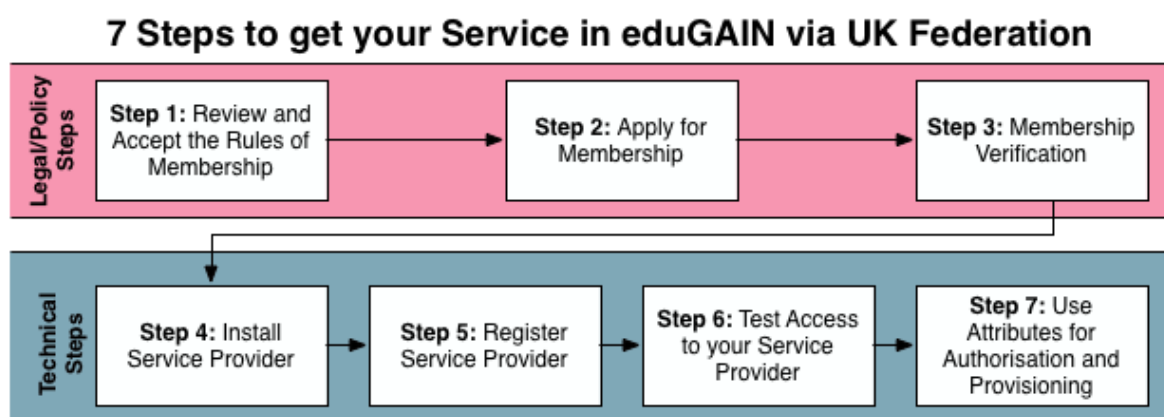 7 Steps to get your Service in eduGAIN via UK Federation
Legal/Policy
Steps
Step 1: Review and
Accept the Rules of
Membership
Step 2: Apply for
Membership
Step 3: Membership
Verification
Technical
Steps
Step 4: Install
Service Provider
Step 5: Register
Service Provider
Step 6: Test Access
to your Service
Provider
Step 7: Use
Attributes for
Authorisation and
Provisioning